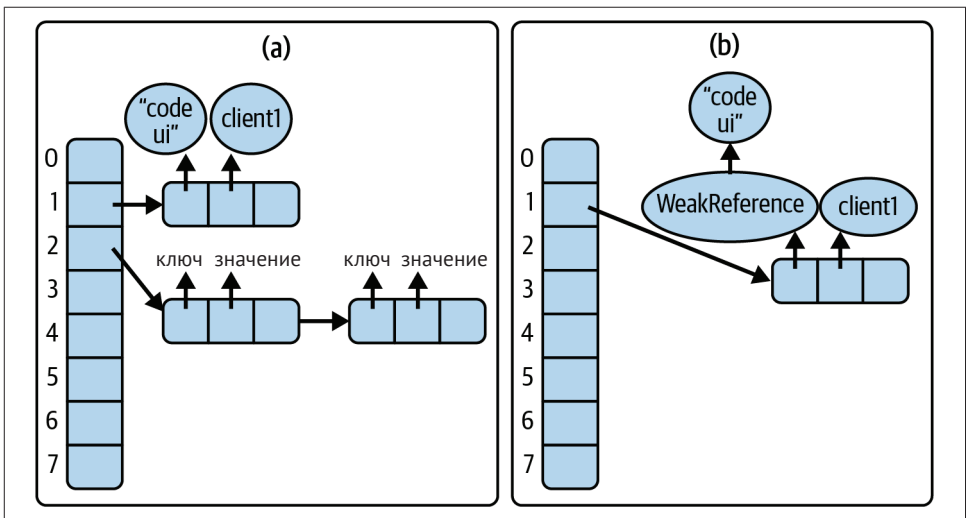 (a)
“code
ui”
client1
0
1
2
3
4
5
6
7
ключ значение
ключ значение
(b)
“code
ui”
WeakReference
client1
0
1
2
3
4
5
6
7